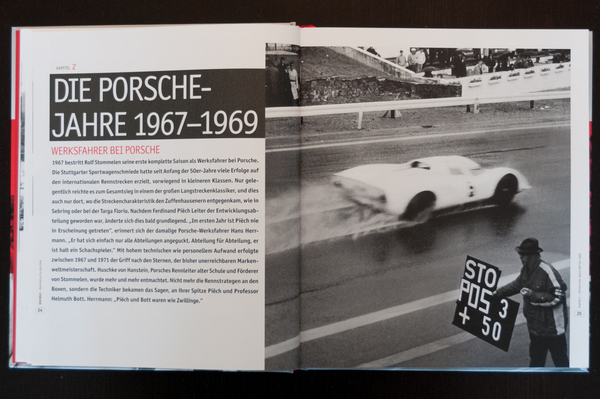 KAPITEL 2
DIE PORSCHE-
JAHRE 1967–1969
WERKSFAHRER BEI PORSCHE
1967 bestritt Rolf Stommelen seine erste komplette Saison als Werksfahrer bei Porsche.
Die Stuttgarter Sportwagenschmiede hatte seit Anfang der 50er-Jahre viele Erfolge auf
den internationalen Rennstrecken erzielt, vorwiegend in kleineren Klassen. Nur gele-
gentlich reichte es zum Gesamtsieg in einem der großen Langstreckenklassiker, und dies
auch nur dort, wo die Streckencharakteristik den Zuffenhausenern entgegenkam, wie in
Sebring oder bei der Targa Florio. Nachdem Ferdinand Piëch Leiter der Entwicklungsab-
teilung geworden war, änderte sich dies bald grundlegend. „Im ersten Jahr ist Piëch nie
in Erscheinung getreten“, erinnert sich der damalige Porsche-Werksfahrer Hans Herr-
mann. „Er hat sich einfach nur alle Abteilungen angeguckt. Abteilung für Abteilung, er
ist halt ein Schachspieler.“ Mit hohem technischen wie personellem Aufwand erfolgte
zwischen 1967 und 1971 der Griff nach den Sternen, der bisher unerreichbaren Marken-
weltmeisterschaft. Huschke von Hanstein, Porsches Rennleiter alter Schule und Förderer
von Stommelen, wurde mehr und mehr entmachtet. Nicht mehr die Rennstrategen an den
Boxen, sondern die Techniker bekamen das Sagen, an ihrer Spitze Piëch und Professor
Helmuth Bott. Herrmann: „Piëch und Bott waren wie Zwillinge.“
24
STO
POS 3
+ 50
25